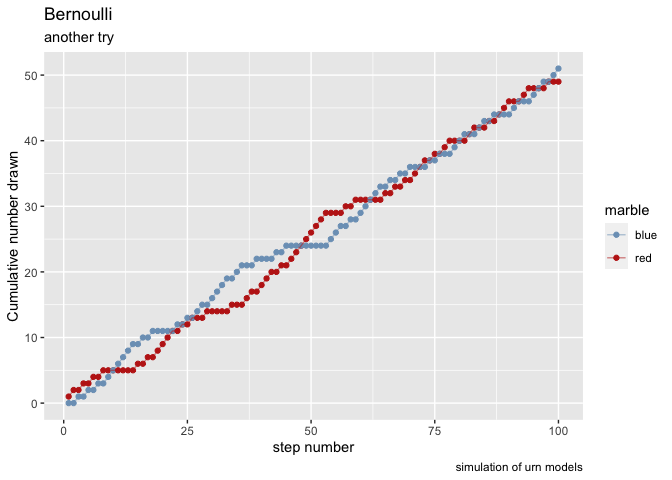 Bernoulli
another try
Cumulative number drawn
50
40
30
20
10
0
0 25 50 75 100
step number
marble
blue
red
simulation of urn models